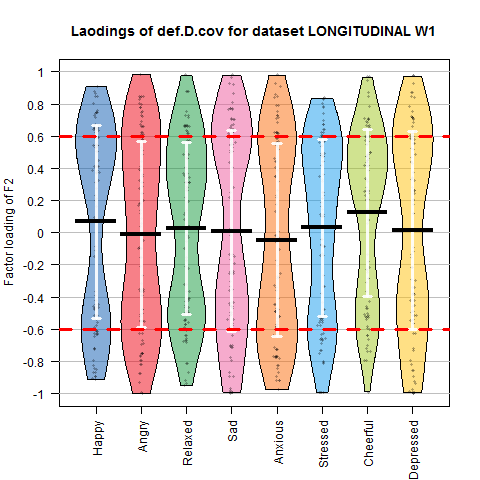 Laodings of def.D.cov for dataset LONGITUDINAL W1
Factor loading of F2
1
0.8
0.6
0.4
0.2
0
-0.2
-0.4
-0.6
-0.8
-1
Happy
Angry
Relaxed
Sad
Anxious
Stressed
Cheerful
Depressed